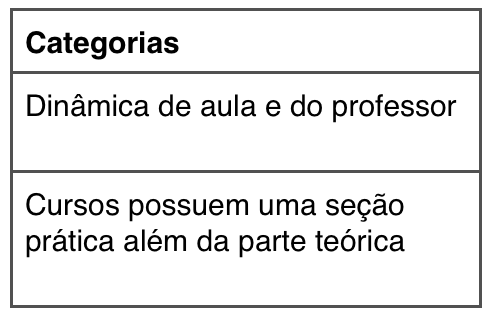 Categorias
Dinâmica de aula e do professor
Cursos possuem uma seção
prática além da parte teórica